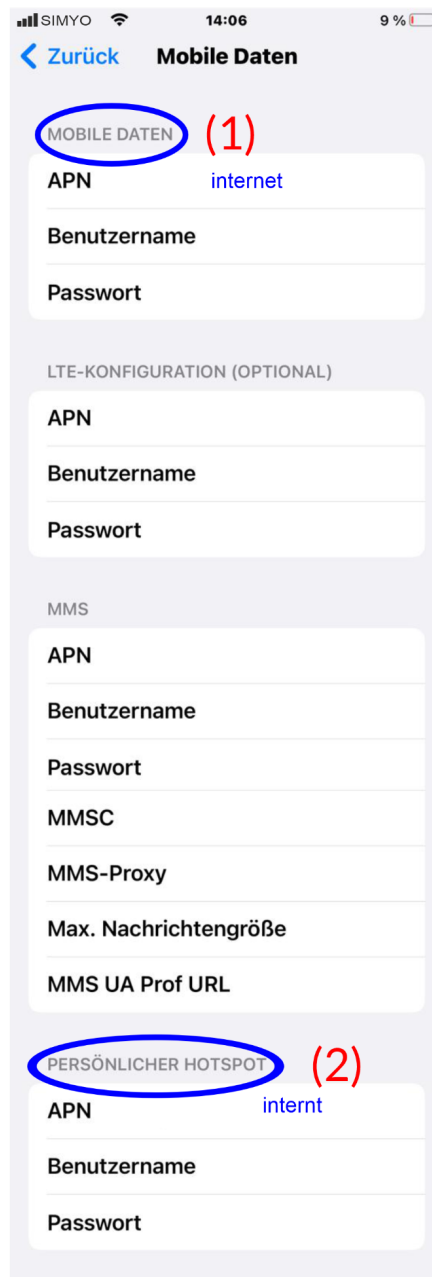 SIMYO 14:06 9 %
Zurück Mobile Daten
MOBILE DATEN (1)
APN internet
Benutzername
Passwort
LTE-KONFIGURATION (OPTIONAL)
APN
Benutzername
Passwort
MMS
APN
Benutzername
Passwort
MMSC
MMS-Proxy
Max. Nachrichtengröße
MMS UA Prof URL
PERSÖNLICHER HOTSPOT (2)
APN internt
Benutzername
Passwort